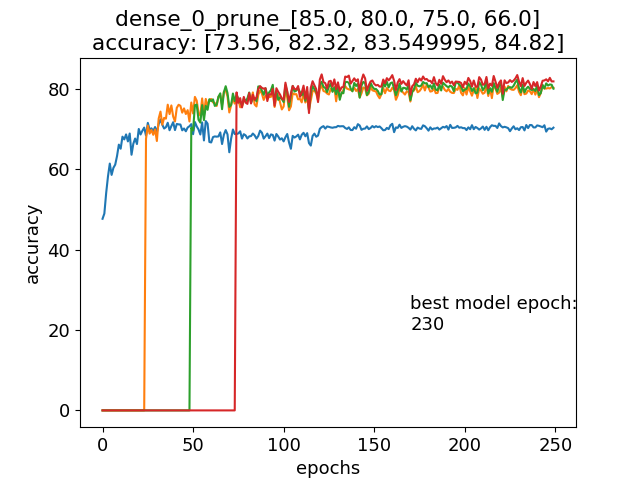 dense_0_prune_[85.0, 80.0, 75.0, 66.0]
accuracy: [73.56, 82.32, 83.549995, 84.82]
80
60
40
20
0
accuracy
best model epoch:
230
0 50 100 150 200 250
epochs